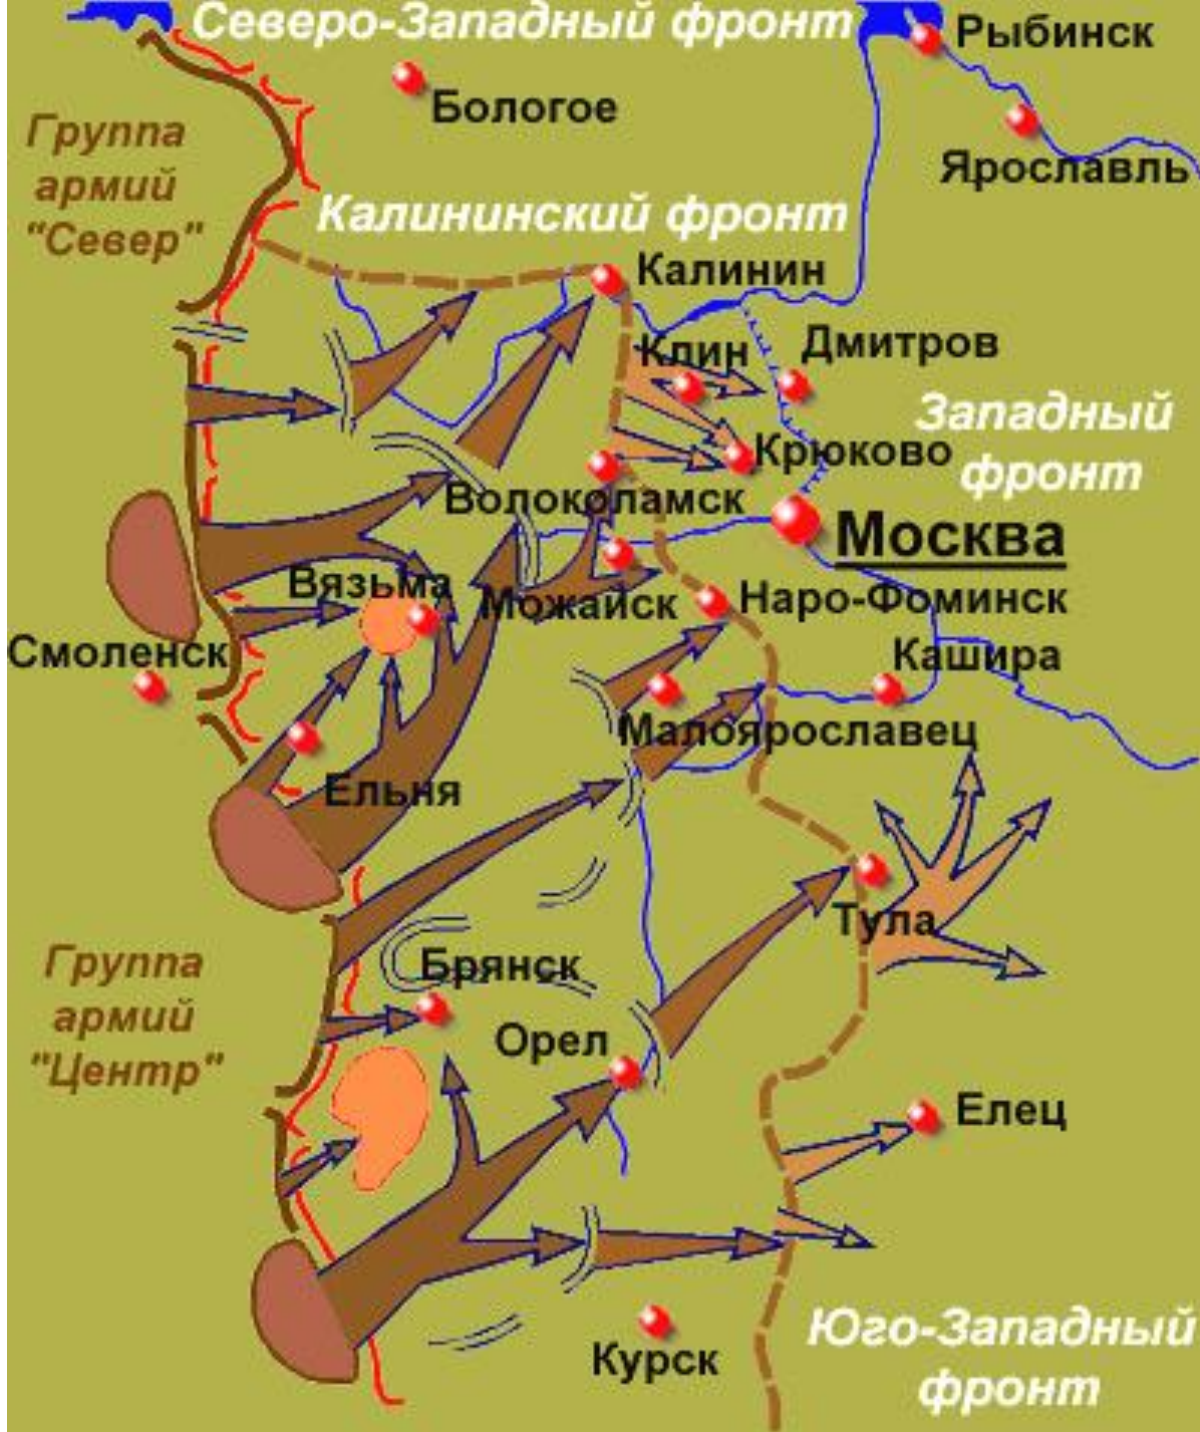 Северо-Западный фронт
Рыбинск
Бологое
Группа
армий
"Север"
Ярославль
Калининский фронт
Калинин
Клин
Дмитров
Западный
фронт
Крюково
Волоколамск
Москва
Вязьма
Можайск
Наро-Фоминск
Смоленск
Кашира
Малоярославец
Ельня
Тула
Группа
армий
"Центр"
Брянск
Орел
Елец
Юго-Западный
фронт
Курск